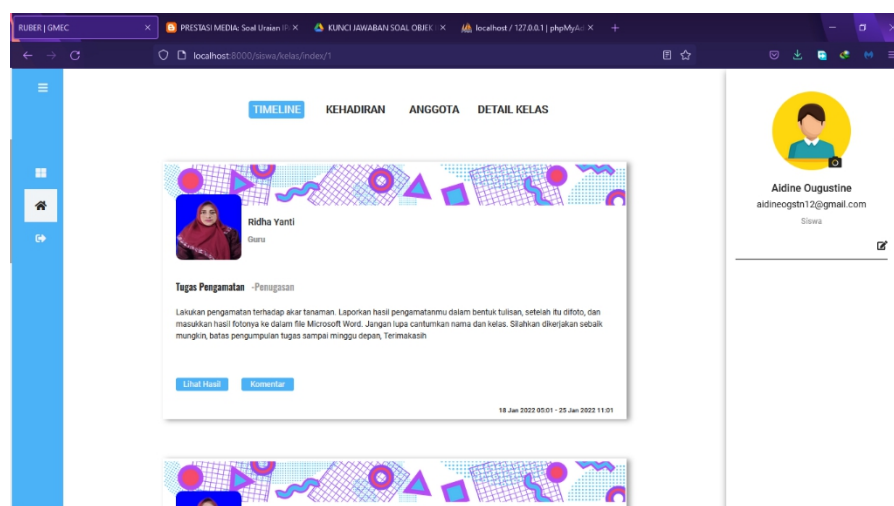 RUBER | GMEC
PRESTASI MEDIA: Soal Uraian IP
KUNCI JAWABAN SOAL OBJEK
localhost / 127.0.0.1 | phpMyAd
localhost:8000/siswa/kelas/index/1
TIMELINE KEHADIRAN ANGGOTA DETAIL KELAS
Ridha Yanti
Guru
Tugas Pengamatan -Penugasan
Lakukan pengamatan terhadap akar tanaman. Laporkan hasil pengamatanmu dalam bentuk tulisan, setelah itu difoto, dan
masukkan hasil fotonya ke dalam file Microsoft Word. Jangan lupa canturnkan nama dan kelas. Silahkan dikerjakan sebaik
mungkin, batas pengumpulan tugas sampai minggu depan, Terimakasih
Lihat Hasil Komentar
18 Jan 2022 05:01 - 25 Jan 2022 11:01
Aidine Ougustine
aidineogstn12@gmail.com
Siswa